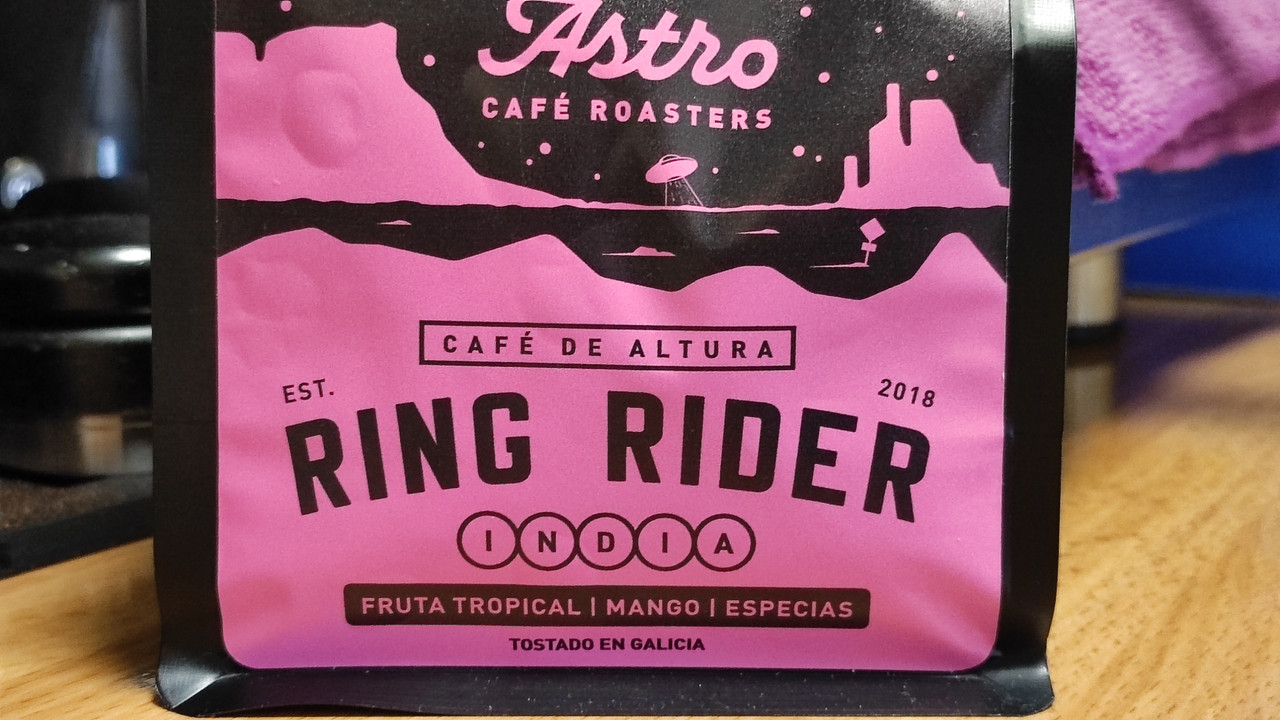 Astro
CAFÉ ROASTERS
CAFÉ DE ALTURA
EST. 2018
RING RIDER
INDIA
FRUTA TROPICAL | MANGO | ESPECIAS
TOSTADO EN GALICIA